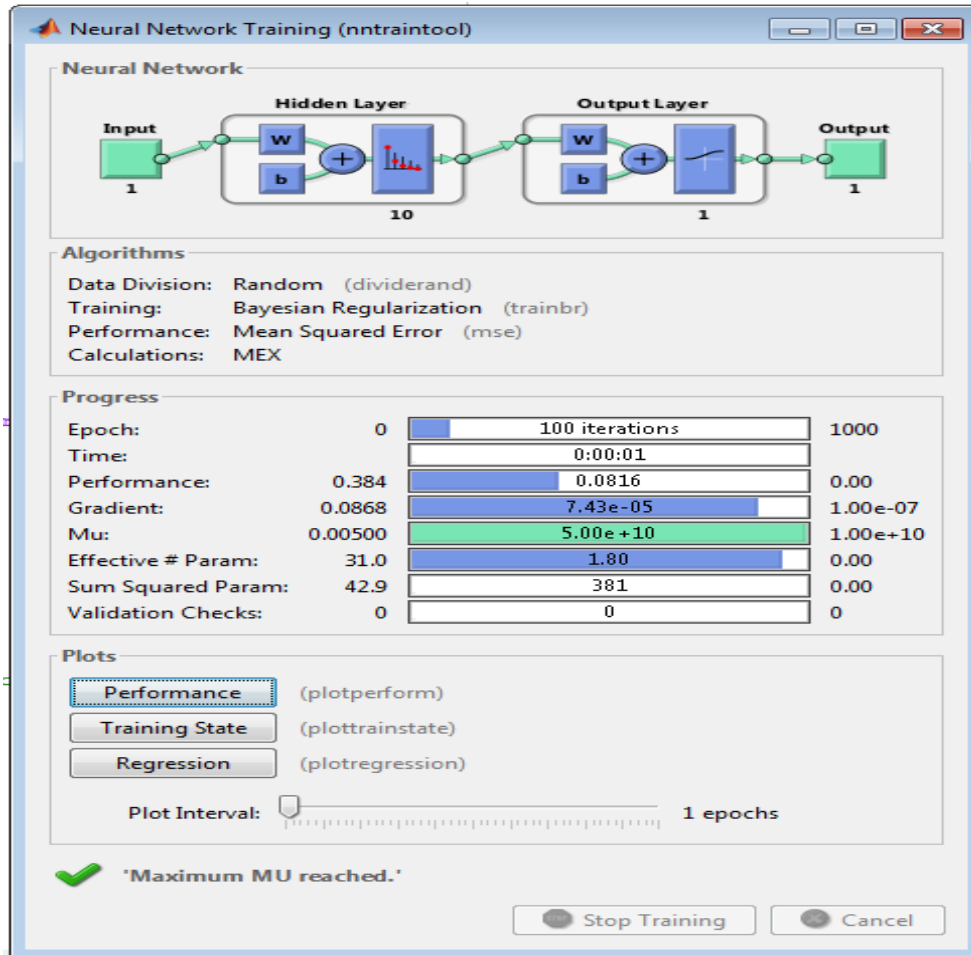 Neural Network Training (nntraintool)
Neural Network
Hidden Layer
Output Layer
Input
Output
W
b
+
W
b
+
1
10
1
1
Algorithms
Data Division: Random (dividerand)
Training: Bayesian Regularization (trainbr)
Performance: Mean Squared Error (mse)
Calculations: MEX
Progress
Epoch: 0 100 iterations 1000
Time: 0:00:01
Performance: 0.384 0.0816 0.00
Gradient: 0.0868 7.43e-05 1.00e-07
Mu: 0.00500 5.00e+10 1.00e+10
Effective # Param: 31.0 1.80 0.00
Sum Squared Param: 42.9 381 0.00
Validation Checks: 0 0 0
Plots
Performance (plotperform)
Training State (plottrainstate)
Regression (plotregression)
Plot Interval: 1 epochs
'Maximum MU reached.'
Stop Training Cancel